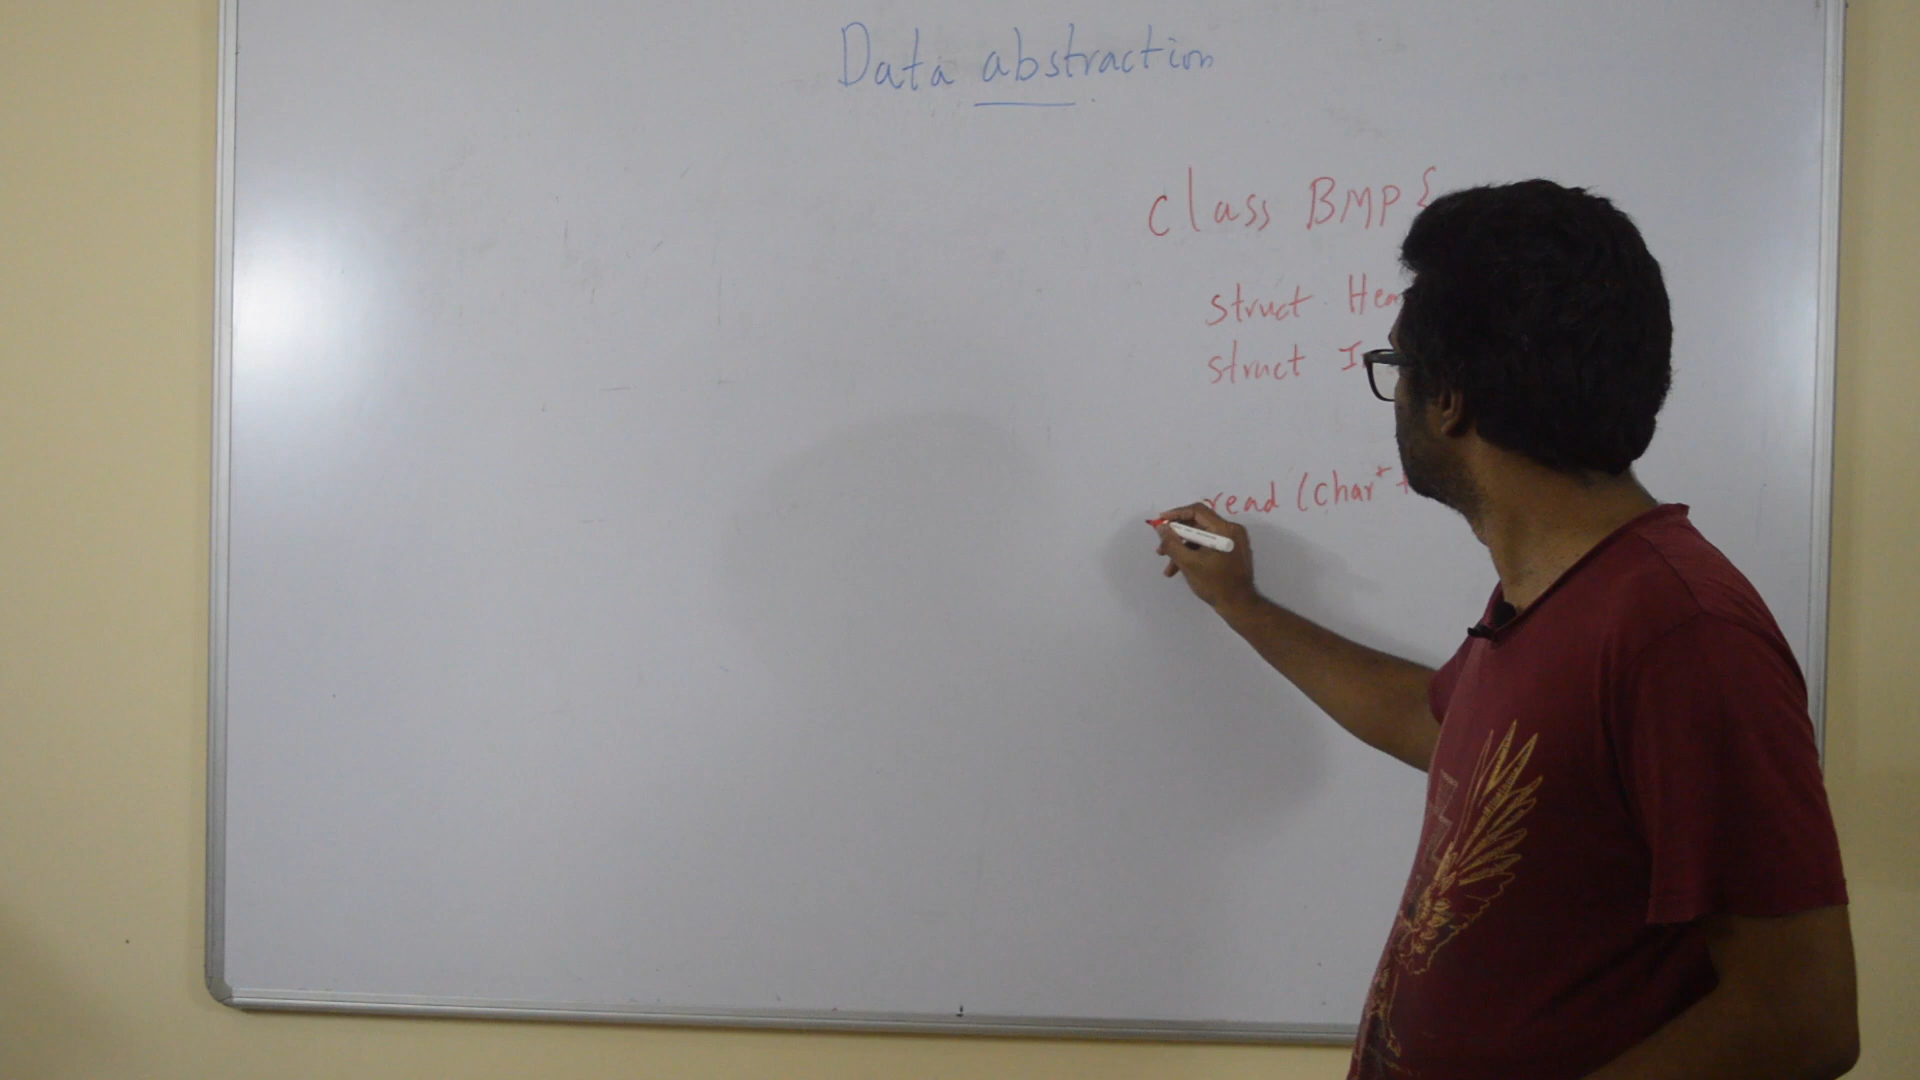 Data abstraction
class BMP {
struct
struct
read (char*